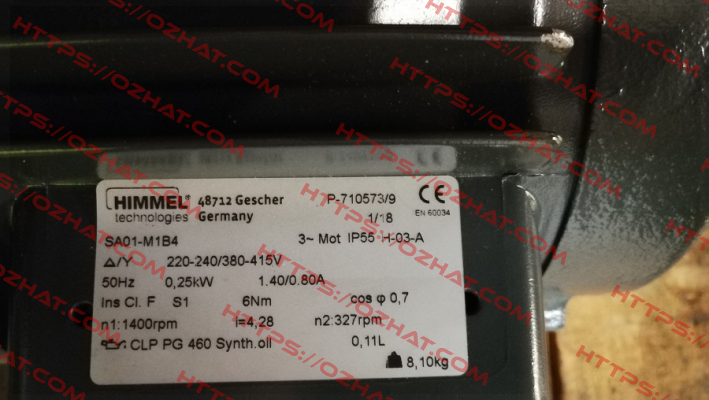 HIMMEL® 48712 Gescher P-710573/9 CE
technologies Germany 1/18 EN 60034
SA01-M1B4 3~ Mot IP55 H-03-A
Δ/Y 220-240/380-415V
50Hz 0,25kW 1.40/0.80A
Ins Cl. F S1 6Nm cos φ 0,7
n1:1400rpm i=4,28 n2:327rpm
: CLP PG 460 Synth.oil 0,11L
8,10kg
HTTPS://OZHAT.COM